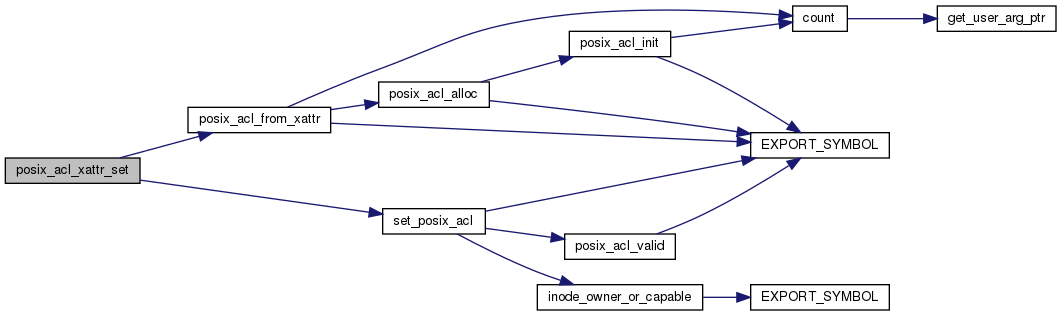 count
get_user_arg_ptr
posix_acl_init
posix_acl_alloc
posix_acl_from_xattr
EXPORT_SYMBOL
posix_acl_xattr_set
set_posix_acl
posix_acl_valid
inode_owner_or_capable
EXPORT_SYMBOL